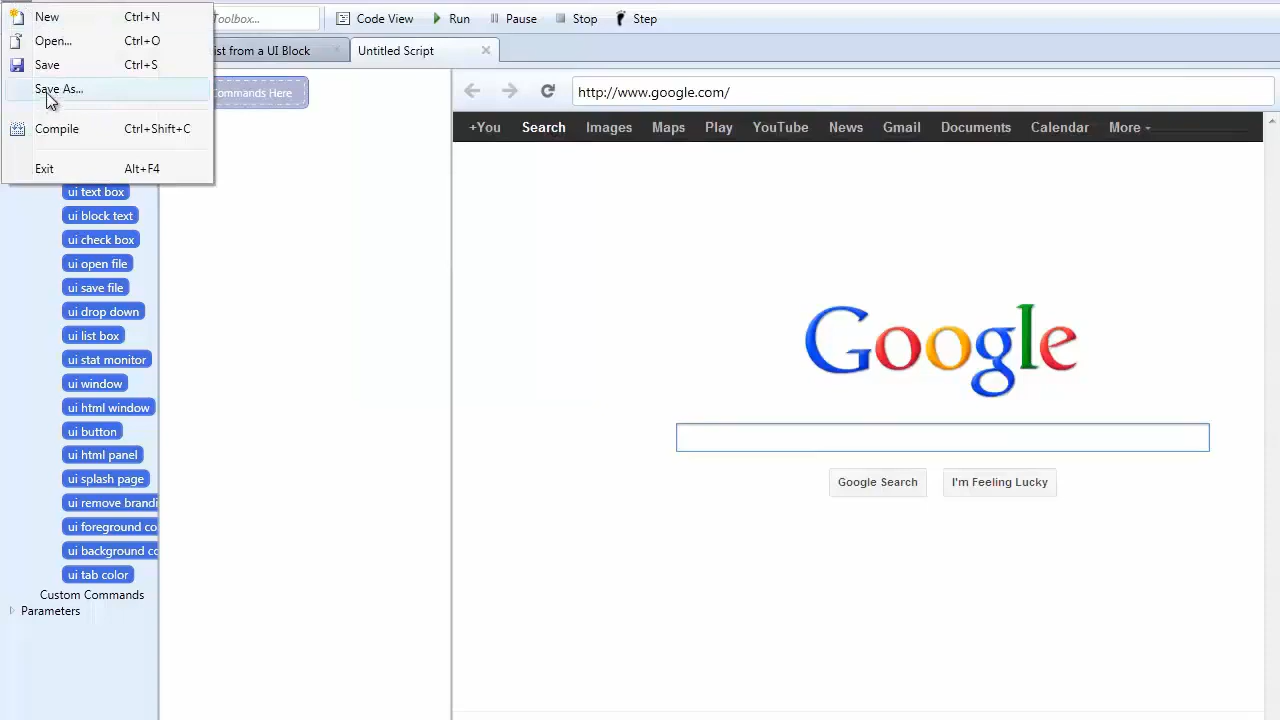 New Ctrl+N
Open... Ctrl+O
Save Ctrl+S
Save As...
Compile Ctrl+Shift+C
Exit Alt+F4
Toolbox...
Code View
Run
Pause
Stop
Step
ist from a UI Block
Untitled Script
ommands Here
http://www.google.com/
+You Search Images Maps Play YouTube News Gmail Documents Calendar More
ui text box
ui block text
ui check box
ui open file
ui save file
ui drop down
ui list box
ui stat monitor
ui window
ui html window
ui button
ui html panel
ui splash page
ui remove brandi
ui foreground co
ui background co
ui tab color
Custom Commands
Parameters
Google
Google Search
I'm Feeling Lucky